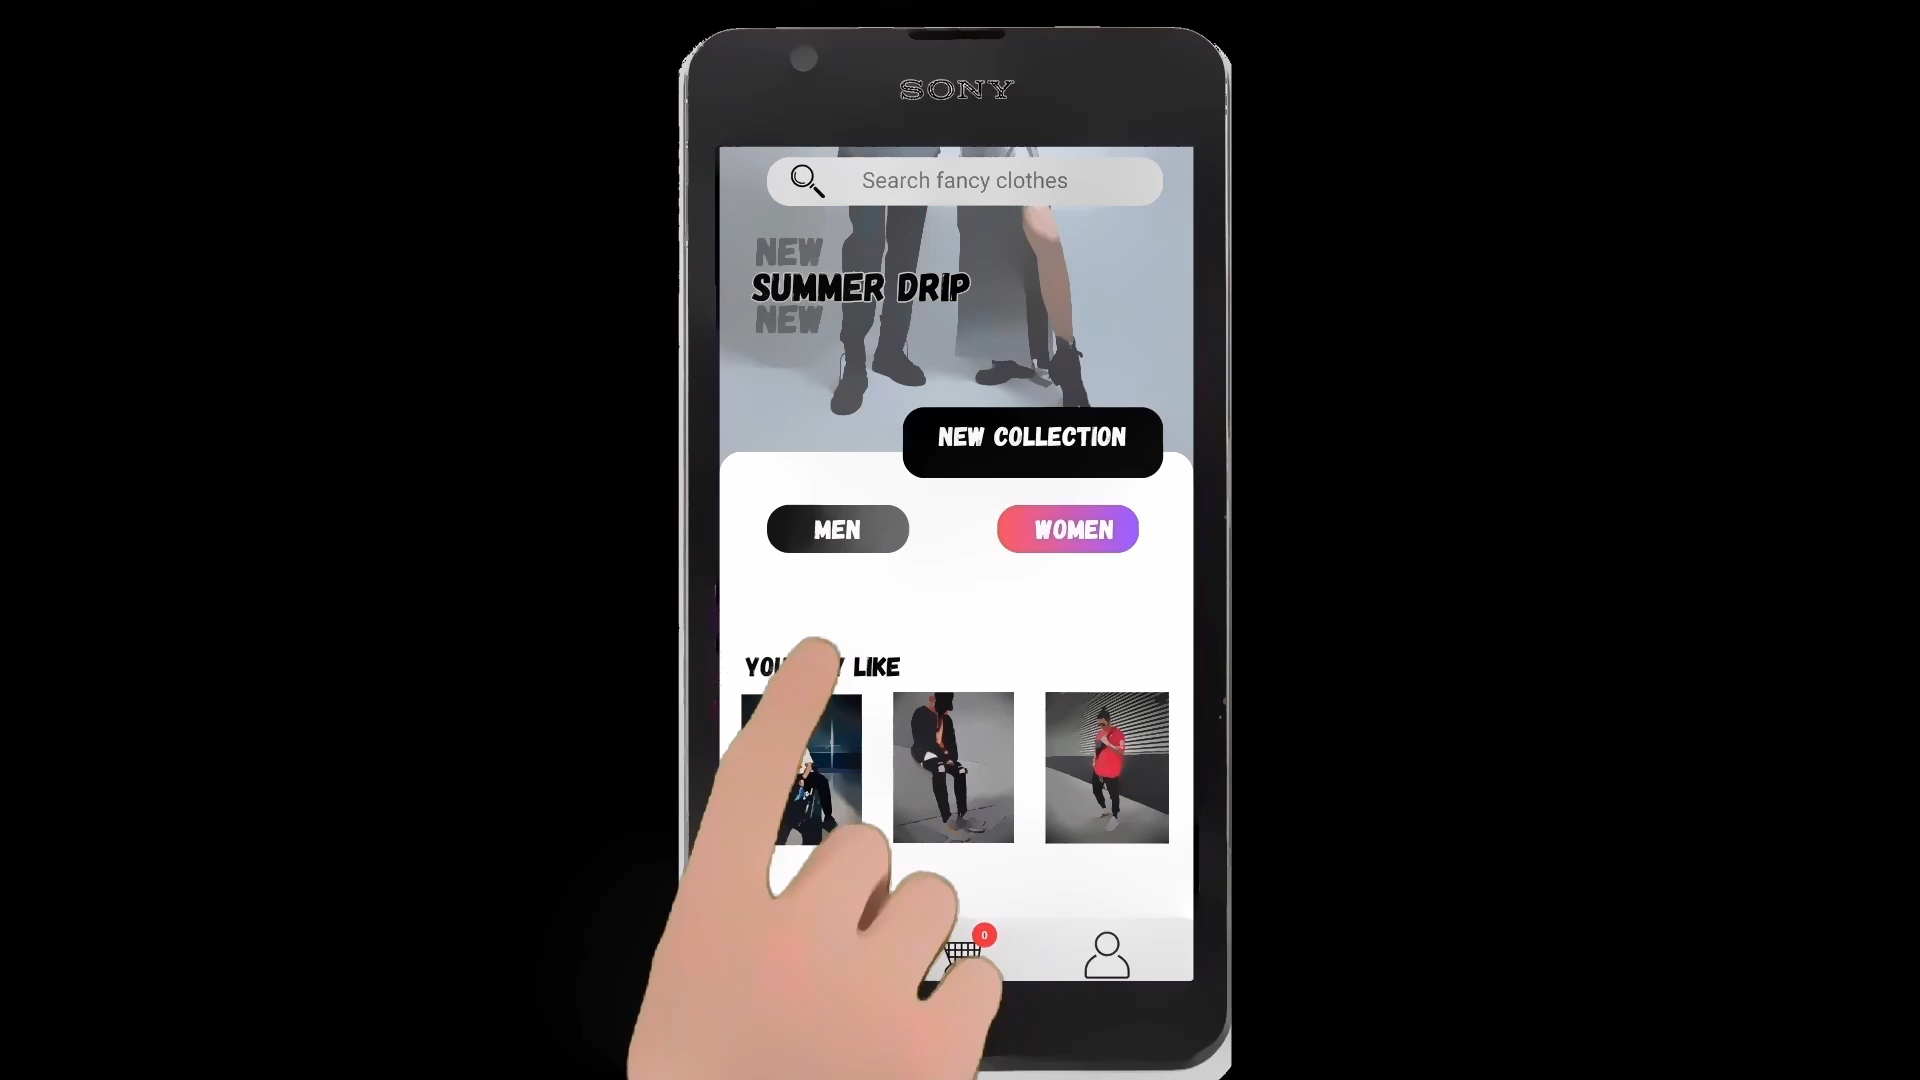 SONY
Search fancy clothes
NEW
SUMMER DRIP
NEW
NEW COLLECTION
MEN
WOMEN
LIKE
0